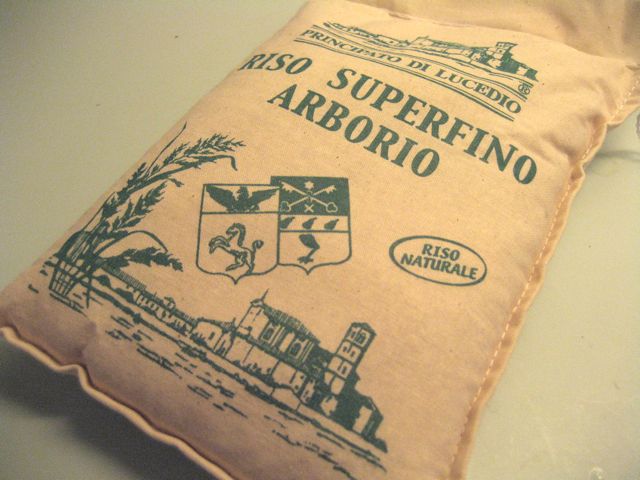 PRINCIPATO DI LUCEDIO ®
RISO SUPERFINO
ARBORIO
RISO
NATURALE